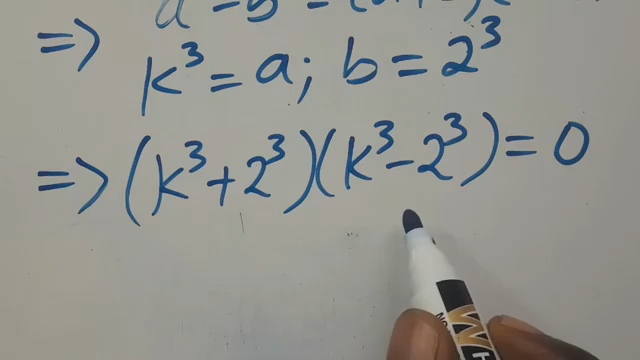 => k³ = a; b = 2³
=> (k³ + 2³)(k³ - 2³) = 0